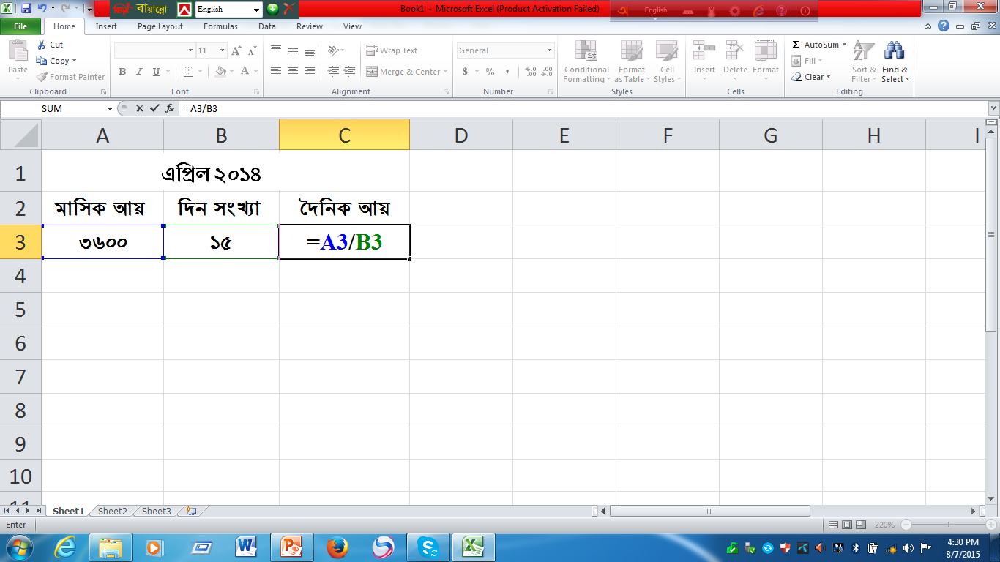 বায়ান্নো English Book1 - Microsoft Excel (Product Activation Failed) English
File Home Insert Page Layout Formulas Data Review View
Cut 11 Wrap Text General AutoSum
Paste Copy Fill
Format Painter B I U Merge & Center $ % , Conditional Formatting Format as Table Cell Styles Insert Delete Format Clear Sort & Filter Find & Select
Clipboard Font Alignment Number Styles Cells Editing
SUM fx =A3/B3
A B C D E F G H I
1 এপ্রিল ২০১৪
2 মাসিক আয় দিন সংখ্যা দৈনিক আয়
3 ৩৬০০ ১৫ =A3/B3
4
5
6
7
8
9
10
11
Sheet1 Sheet2 Sheet3
Enter 220%
4:30 PM
8/7/2015